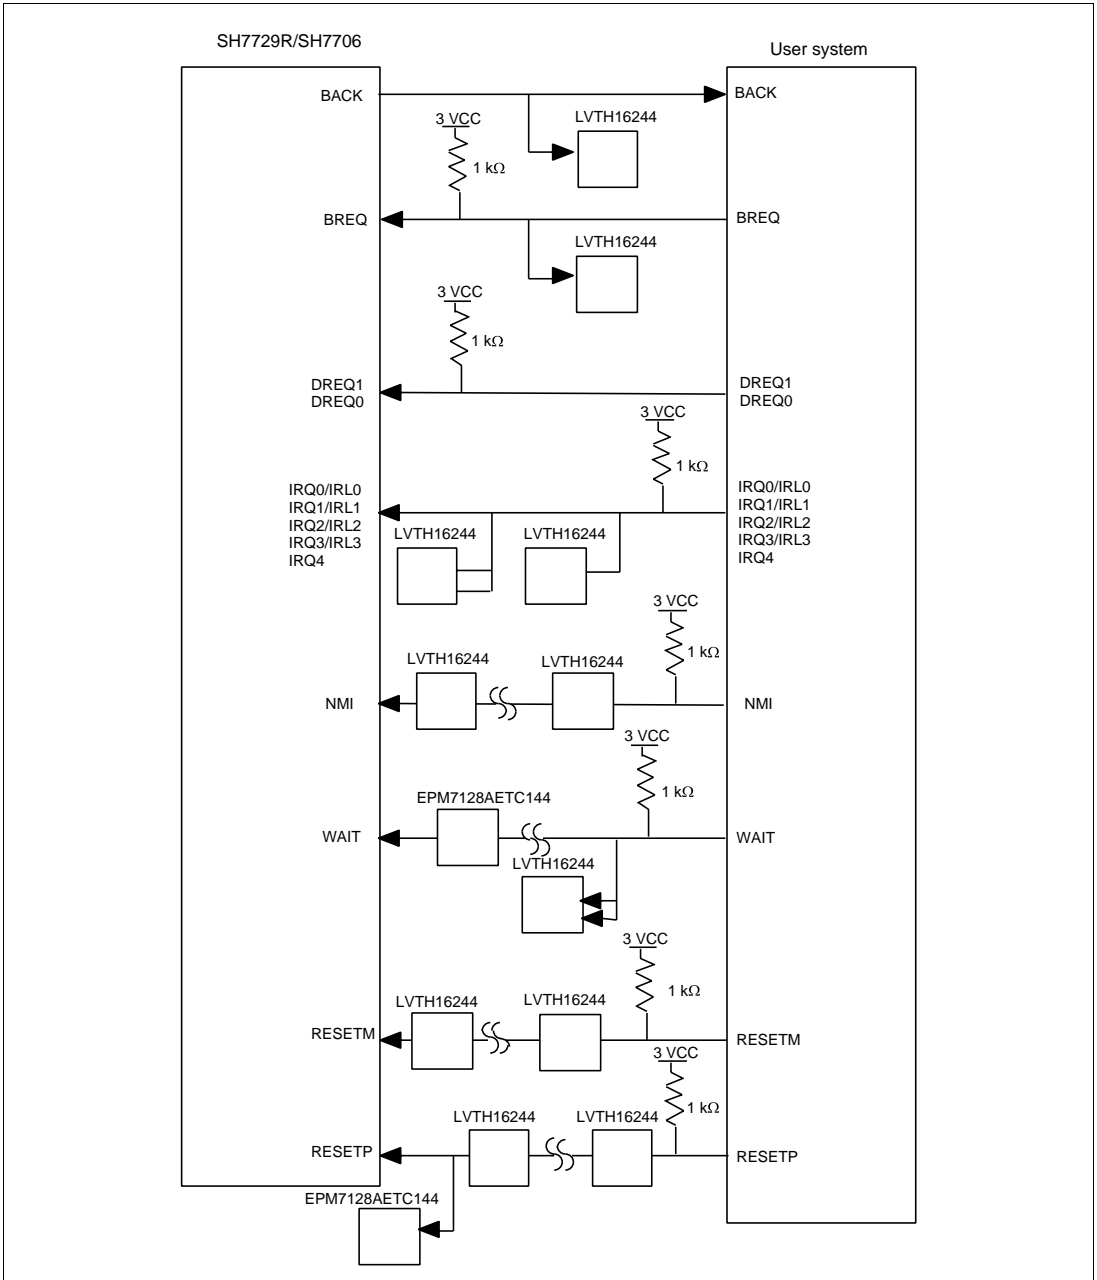 SH7729R/SH7706
User system
BACK
BACK
3 VCC
LVTH16244
1 kΩ
BREQ
BREQ
LVTH16244
3 VCC
1 kΩ
DREQ1
DREQ0
DREQ1
DREQ0
3 VCC
1 kΩ
IRQ0/IRL0
IRQ1/IRL1
IRQ2/IRL2
IRQ3/IRL3
IRQ4
IRQ0/IRL0
IRQ1/IRL1
IRQ2/IRL2
IRQ3/IRL3
IRQ4
LVTH16244
LVTH16244
3 VCC
1 kΩ
LVTH16244
LVTH16244
NMI
NMI
3 VCC
1 kΩ
EPM7128AETC144
WAIT
WAIT
LVTH16244
3 VCC
1 kΩ
LVTH16244
LVTH16244
RESETM
RESETM
3 VCC
1 kΩ
LVTH16244
LVTH16244
RESETP
RESETP
EPM7128AETC144